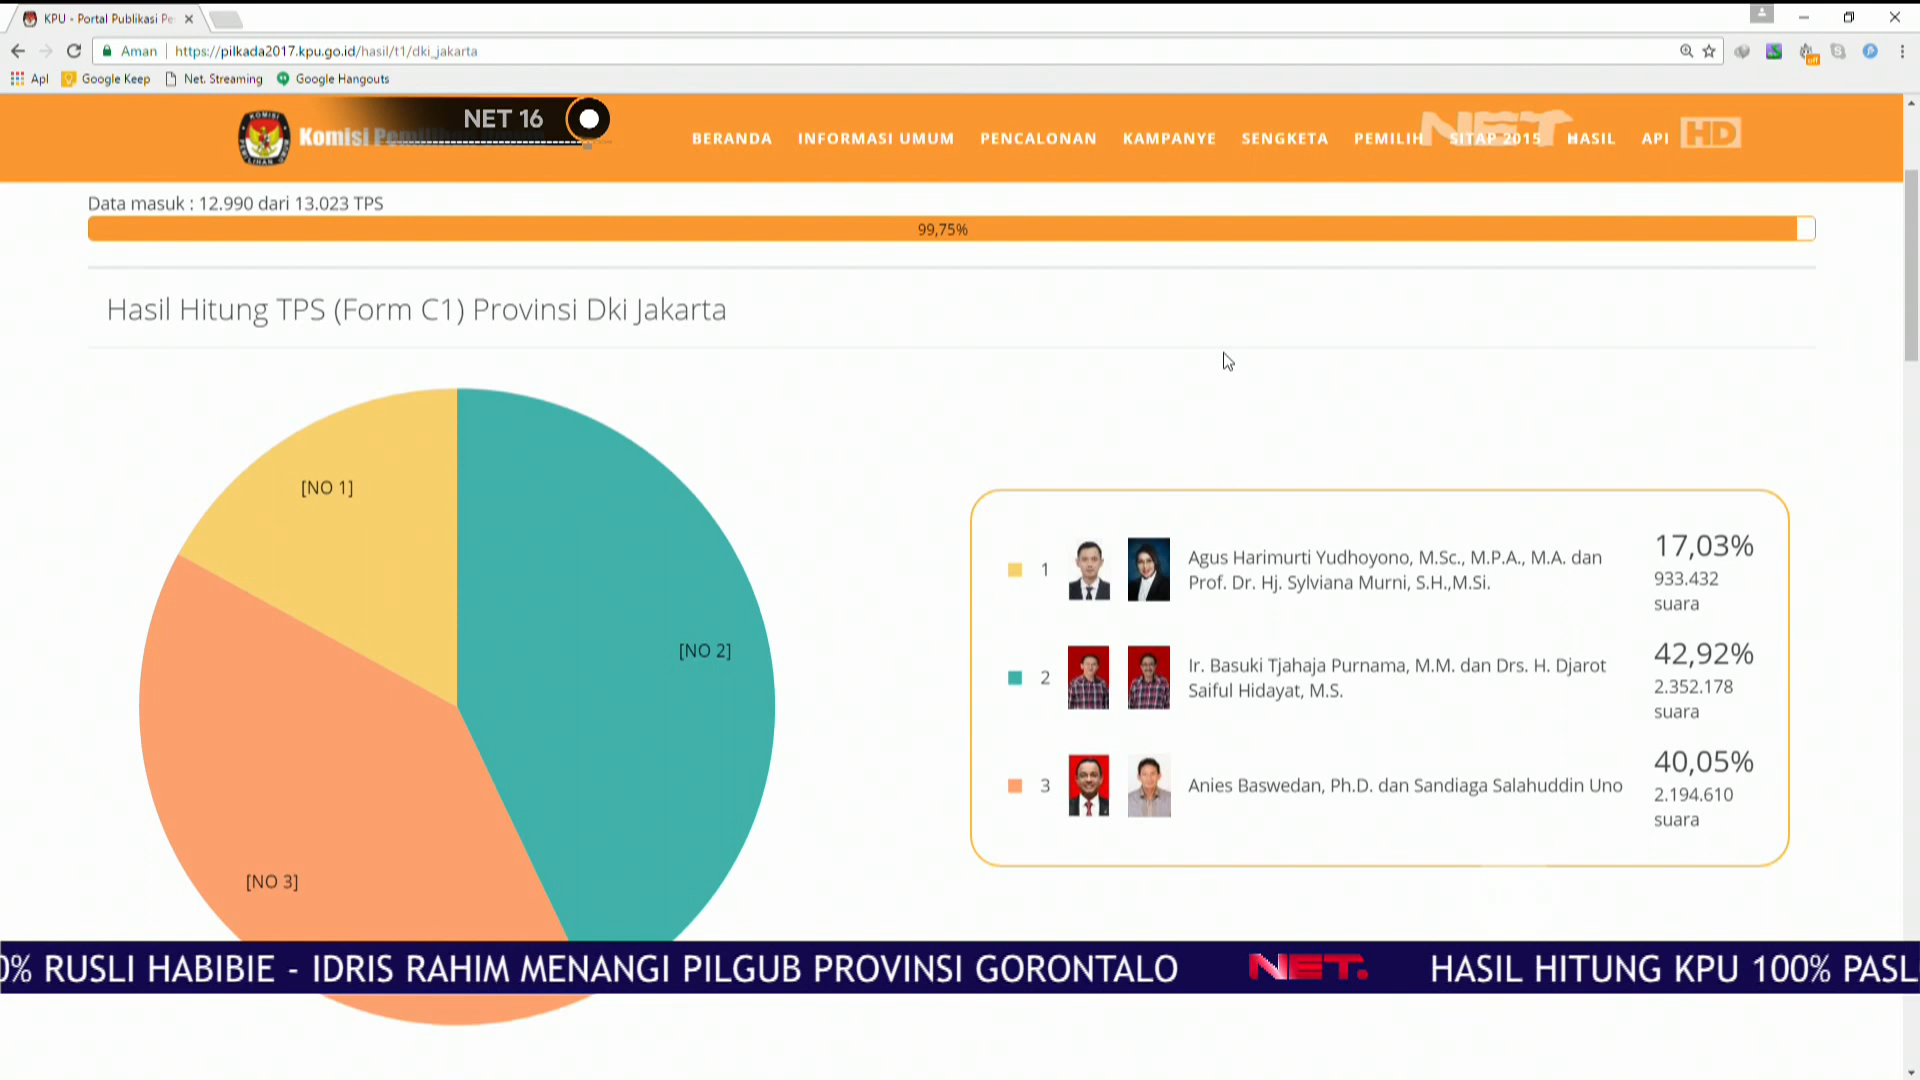 KPU - Portal Publikasi Pe
Aman
https://pilkada2017.kpu.go.id/hasil/t1/dki_jakarta
Apl
Google Keep
Net. Streaming
Google Hangouts
off
KOMISI
PEMILIHAN
Komisi
NET 16
BERANDA
INFORMASI UMUM
PENCALONAN
KAMPANYE
SENGKETA
PEMILIH
SITAP 2015
HASIL
API
NET
HD
Data masuk : 12.990 dari 13.023 TPS
99,75%
Hasil Hitung TPS (Form C1) Provinsi Dki Jakarta
[NO 1]
[NO 2]
[NO 3]
1
Agus Harimurti Yudhoyono, M.Sc., M.P.A., M.A. dan
Prof. Dr. Hj. Sylviana Murni, S.H.,M.Si.
17,03%
933.432
suara
2
Ir. Basuki Tjahaja Purnama, M.M. dan Drs. H. Djarot
Saiful Hidayat, M.S.
42,92%
2.352.178
suara
3
Anies Baswedan, Ph.D. dan Sandiaga Salahuddin Uno
40,05%
2.194.610
suara
0% RUSLI HABIBIE - IDRIS RAHIM MENANGI PILGUB PROVINSI GORONTALO
NET.
HASIL HITUNG KPU 100% PASL